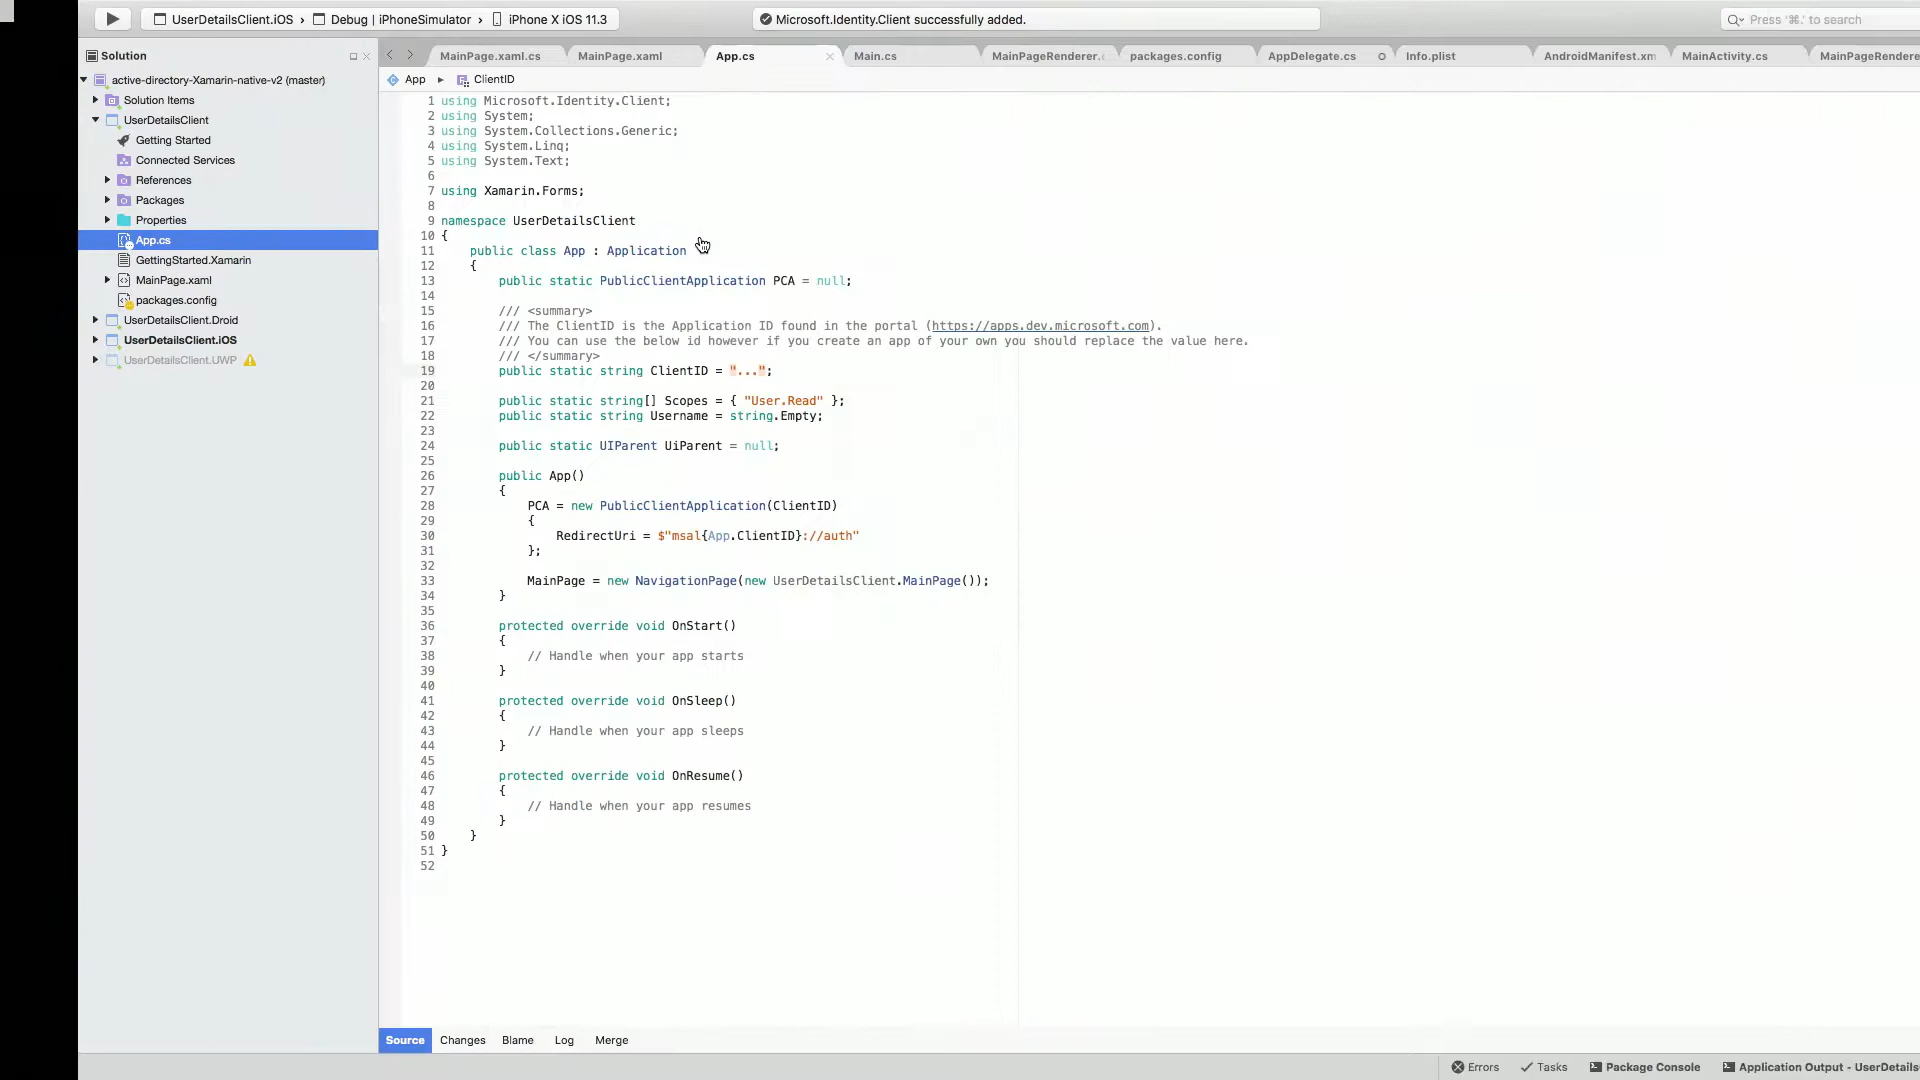 UserDetailsClient.iOS › Debug | iPhoneSimulator › iPhone X iOS 11.3
Microsoft.Identity.Client successfully added.
Press '⌘.' to search
Solution
MainPage.xaml.cs
MainPage.xaml
App.cs
Main.cs
MainPageRenderer.
packages.config
AppDelegate.cs
Info.plist
AndroidManifest.xm
MainActivity.cs
MainPageRendere
App ▸ ClientID
active-directory-Xamarin-native-v2 (master)
Solution Items
UserDetailsClient
Getting Started
Connected Services
References
Packages
Properties
App.cs
GettingStarted.Xamarin
MainPage.xaml
packages.config
UserDetailsClient.Droid
UserDetailsClient.iOS
UserDetailsClient.UWP
1 using Microsoft.Identity.Client;
2 using System;
3 using System.Collections.Generic;
4 using System.Linq;
5 using System.Text;
6
7 using Xamarin.Forms;
8
9 namespace UserDetailsClient
10 {
11 public class App : Application
12 {
13 public static PublicClientApplication PCA = null;
14
15 /// <summary>
16 /// The ClientID is the Application ID found in the portal (https://apps.dev.microsoft.com).
17 /// You can use the below id however if you create an app of your own you should replace the value here.
18 /// </summary>
19 public static string ClientID = "...";
20
21 public static string[] Scopes = { "User.Read" };
22 public static string Username = string.Empty;
23
24 public static UIParent UiParent = null;
25
26 public App()
27 {
28 PCA = new PublicClientApplication(ClientID)
29 {
30 RedirectUri = $"msal{App.ClientID}://auth"
31 };
32
33 MainPage = new NavigationPage(new UserDetailsClient.MainPage());
34 }
35
36 protected override void OnStart()
37 {
38 // Handle when your app starts
39 }
40
41 protected override void OnSleep()
42 {
43 // Handle when your app sleeps
44 }
45
46 protected override void OnResume()
47 {
48 // Handle when your app resumes
49 }
50 }
51 }
52
Source Changes Blame Log Merge
Errors Tasks Package Console Application Output - UserDetails